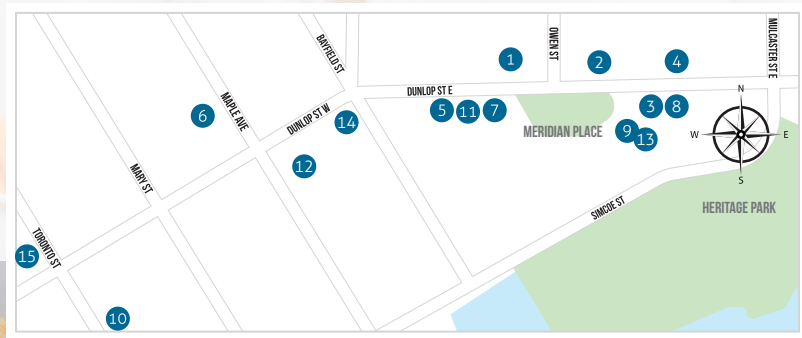 MULCASTER ST E
OWEN ST
BAYFIELD ST
1
2
4
DUNLOP ST E
N
MAPLE AVE
5
11
7
3
8
6
DUNLOP ST W
14
MERIDIAN PLACE
9
13
W
E
12
S
MARY ST
SIMCOE ST
HERITAGE PARK
TORONTO ST
15
10